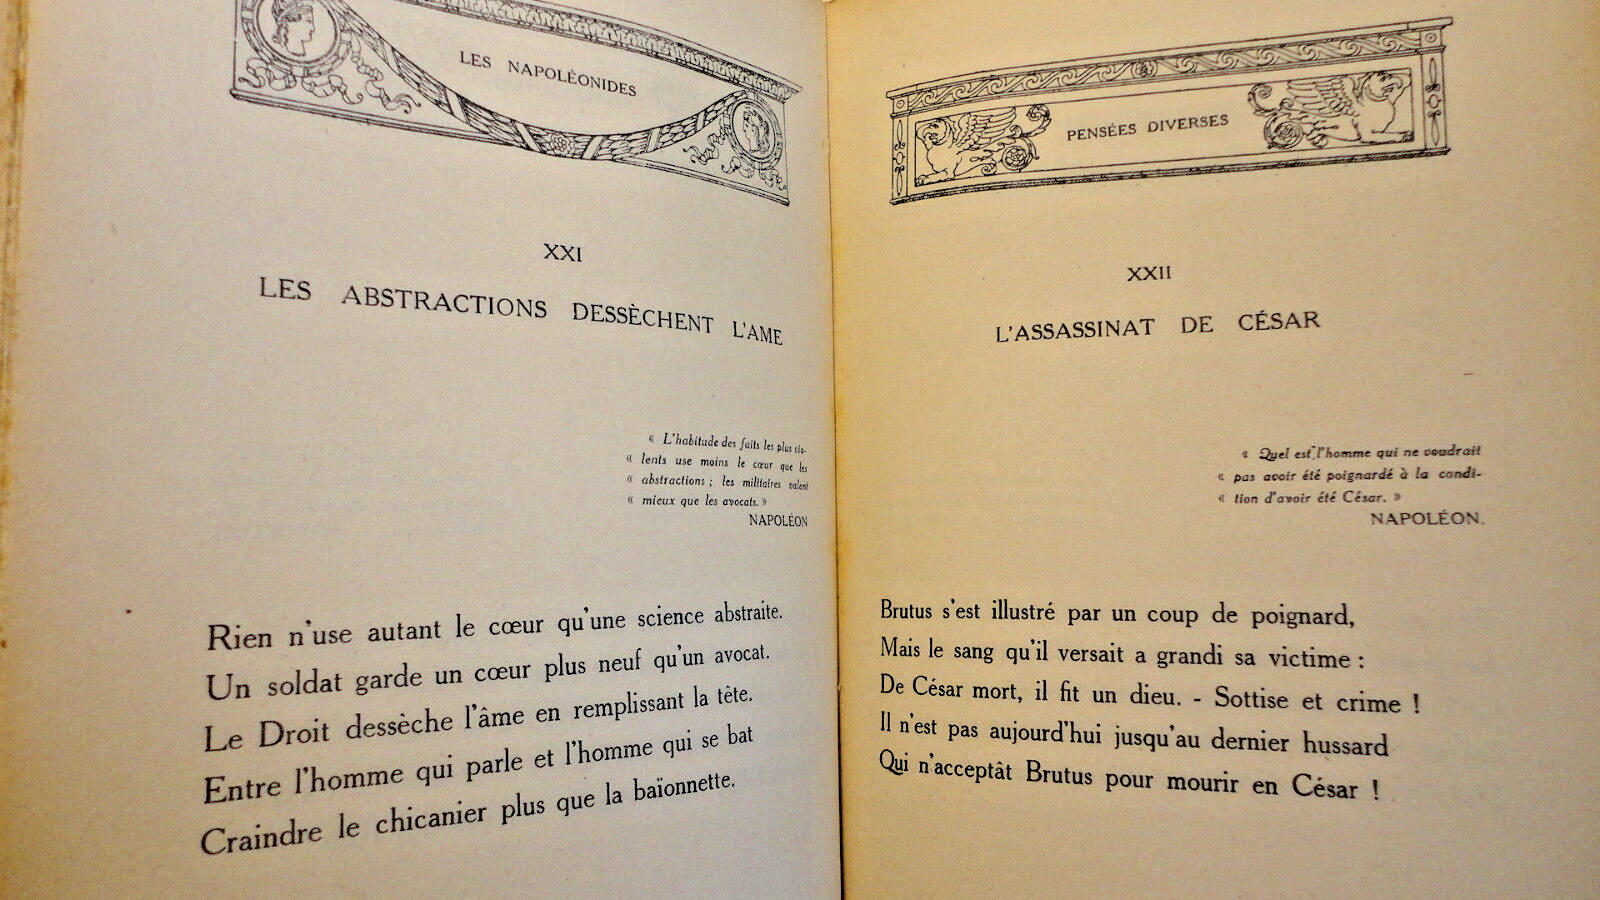 LES NAPOLÉONIDES
XXI
LES ABSTRACTIONS DESSÈCHENT L'AME
« L'habitude des faits les plus vio-
« lents use moins le cœur que les
« abstractions ; les militaires valent
« mieux que les avocats. »
NAPOLÉON
Rien n'use autant le cœur qu'une science abstraite.
Un soldat garde un cœur plus neuf qu'un avocat.
Le Droit dessèche l'âme en remplissant la tête.
Entre l'homme qui parle et l'homme qui se bat
Craindre le chicanier plus que la baïonnette.
PENSÉES DIVERSES
XXII
L'ASSASSINAT DE CÉSAR
« Quel est l'homme qui ne voudrait
« pas avoir été poignardé à la condi-
« tion d'avoir été César. »
NAPOLÉON.
Brutus s'est illustré par un coup de poignard,
Mais le sang qu'il versait a grandi sa victime :
De César mort, il fit un dieu. - Sottise et crime !
Il n'est pas aujourd'hui jusqu'au dernier hussard
Qui n'acceptât Brutus pour mourir en César !